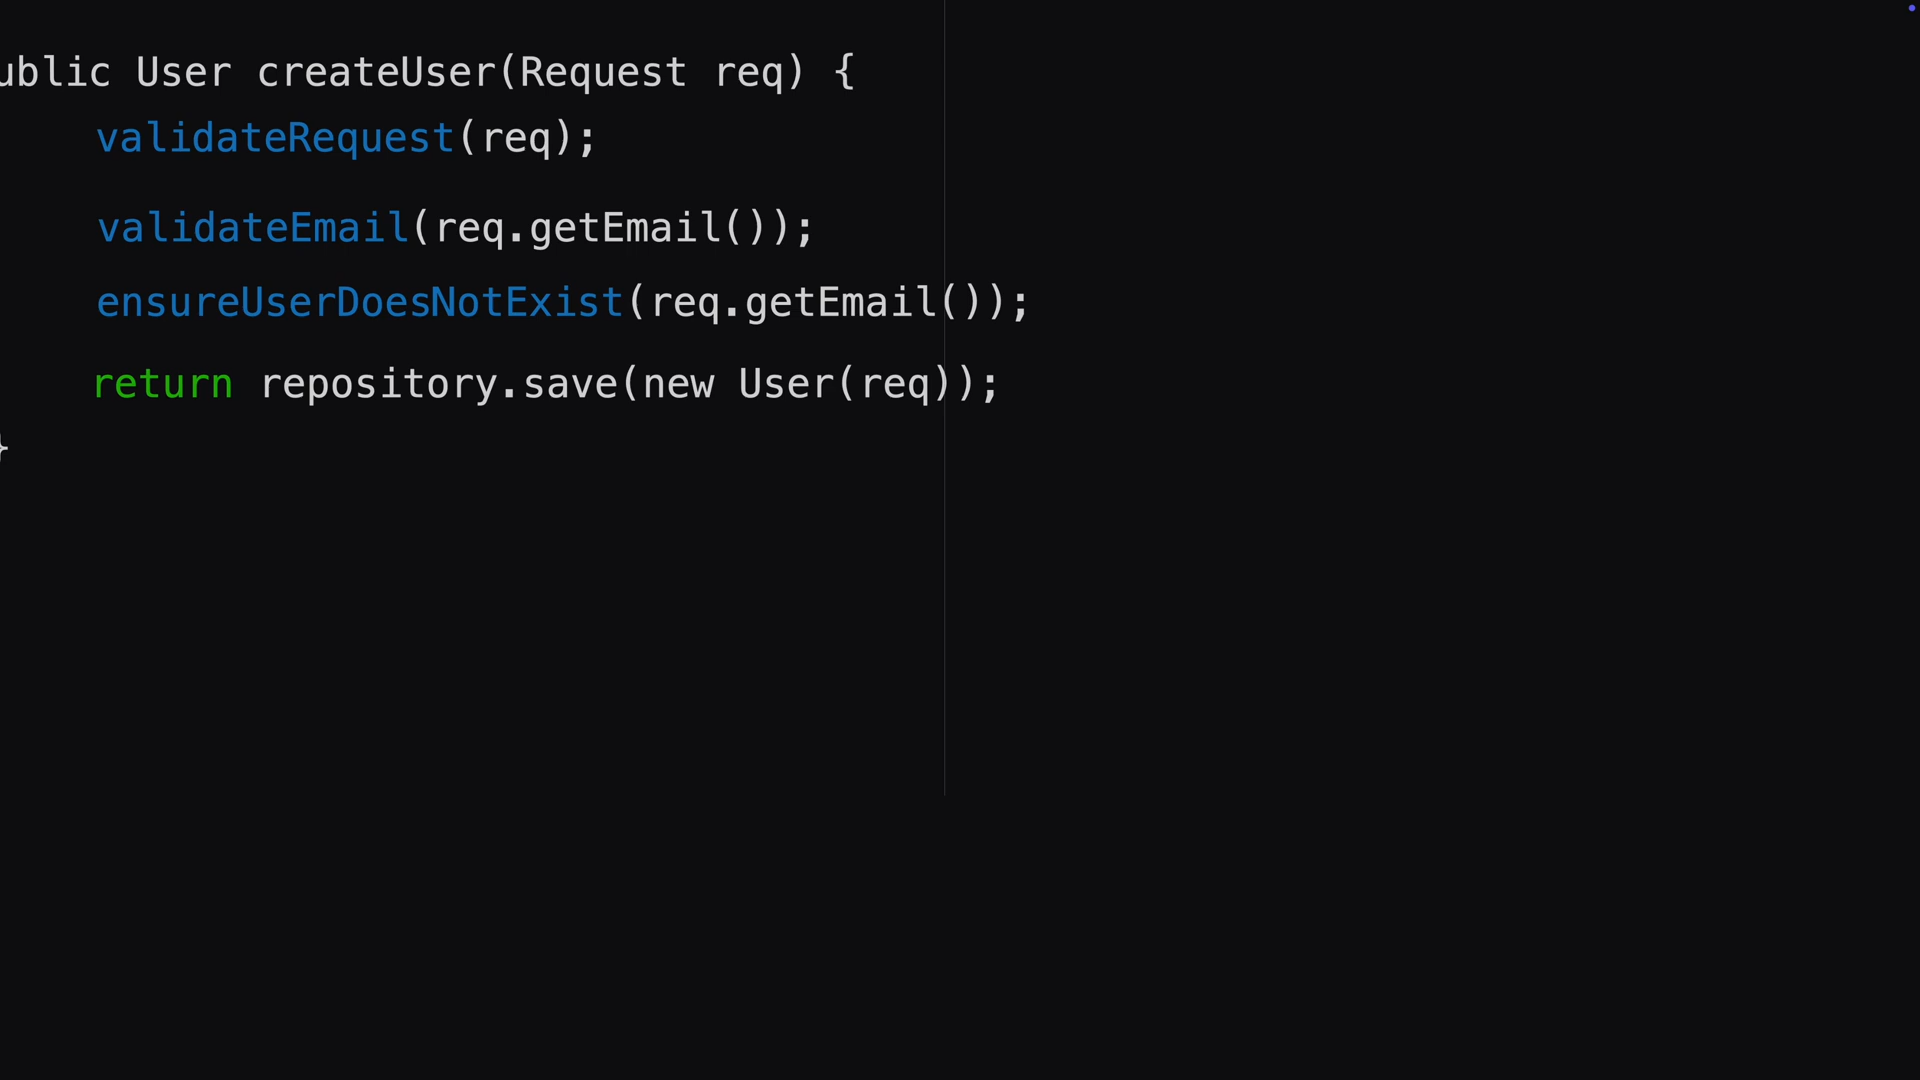 ublic User createUser(Request req) {
validateRequest(req);
validateEmail(req.getEmail());
ensureUserDoesNotExist(req.getEmail());
return repository.save(new User(req));
}